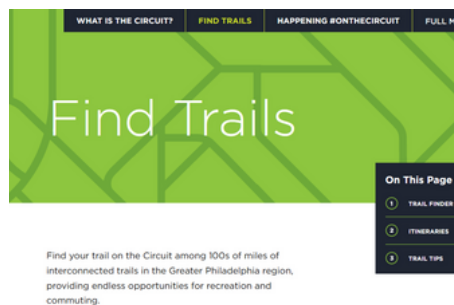 WHAT IS THE CIRCUIT? FIND TRAILS HAPPENING #ONTHECIRCUIT FULL M
Find Trails
On This Page
1 TRAIL FINDER
2 ITINERARIES
3 TRAIL TIPS
Find your trail on the Circuit among 100s of miles of
interconnected trails in the Greater Philadelphia region,
providing endless opportunities for recreation and
commuting.